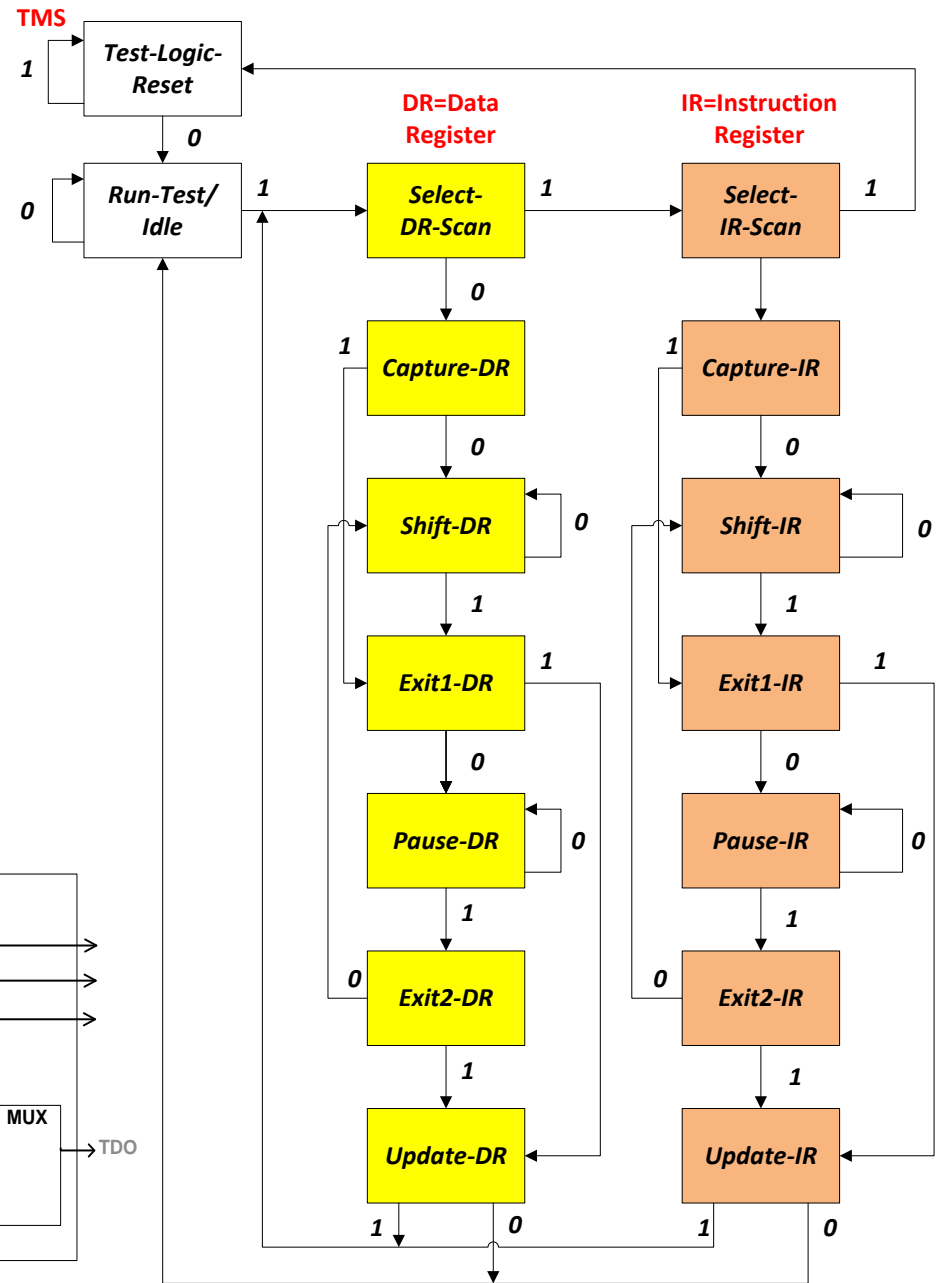 TMS
Test-Logic-
Reset
1
0
DR=Data
Register
IR=Instruction
Register
Run-Test/
Idle
0
1
Select-
DR-Scan
1
Select-
IR-Scan
1
0
1
Capture-DR
1
Capture-IR
0
0
Shift-DR
0
Shift-IR
0
1
1
Exit1-DR
1
Exit1-IR
1
0
0
Pause-DR
0
Pause-IR
0
1
1
0
Exit2-DR
0
Exit2-IR
1
1
MUX
TDO
Update-DR
Update-IR
1
0
1
0